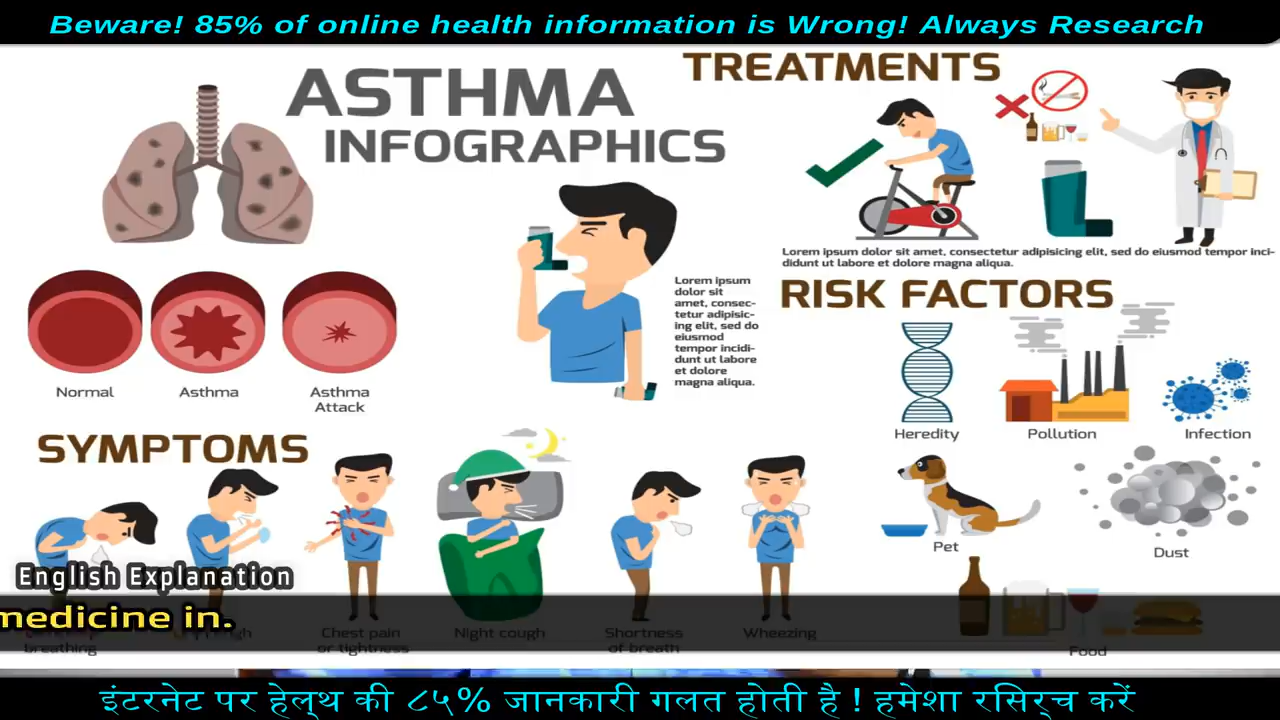 Beware! 85% of online health information is Wrong! Always Research
ASTHMA
INFOGRAPHICS
TREATMENTS
Lorem ipsum dolor sit amet, consectetur adipisicing elit, sed do eiusmod tempor inci-
didunt ut labore et dolore magna aliqua.
Lorem ipsum
dolor sit
amet, consec-
tetur adipisic-
ing elit, sed do
eiusmod
tempor incidi-
dunt ut labore
et dolore
magna aliqua.
RISK FACTORS
Heredity
Pollution
Infection
Normal
Asthma
Asthma
Attack
Pet
Dust
SYMPTOMS
English Explanation
medicine in.
breathing
Chest pain
or tightness
Night cough
Shortness
of breath
Wheezing
Food
इंटरनेट पर हेल्थ की ८५% जानकारी गलत होती है ! हमेशा रिसर्च करें